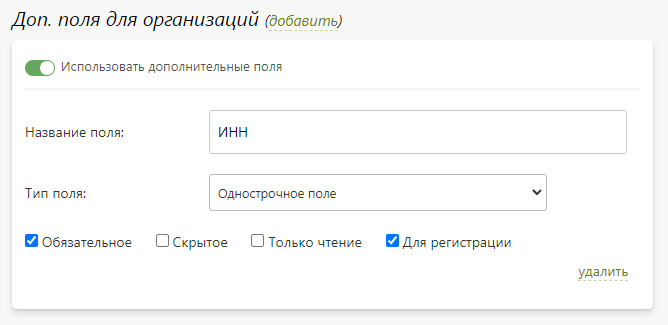 Доп. поля для организаций (добавить)
Использовать дополнительные поля
Название поля: ИНН
Тип поля: Однострочное поле
Обязательное Скрытое Только чтение Для регистрации
удалить